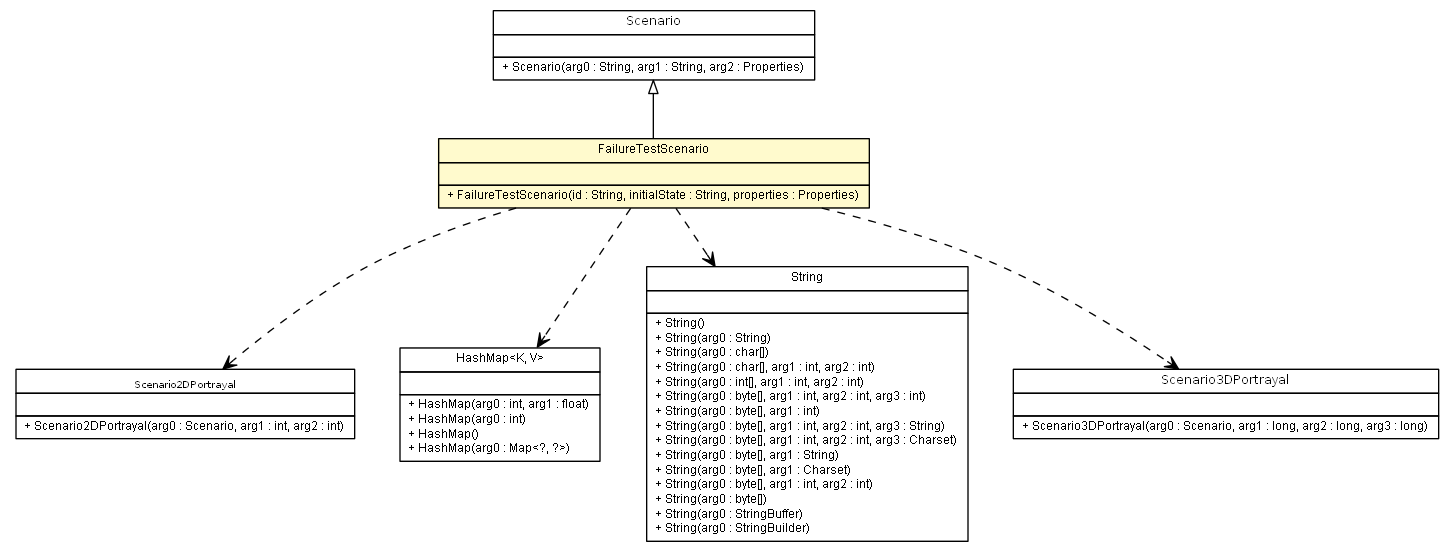 Scenario
+ Scenario(arg0 : String, arg1 : String, arg2 : Properties)
FailureTestScenario
+ FailureTestScenario(id : String, initialState : String, properties : Properties)
Scenario2DPortrayal
+ Scenario2DPortrayal(arg0 : Scenario, arg1 : int, arg2 : int)
HashMap<K, V>
+ HashMap(arg0 : int, arg1 : float)
+ HashMap(arg0 : int)
+ HashMap()
+ HashMap(arg0 : Map<?, ?>)
String
+ String()
+ String(arg0 : String)
+ String(arg0 : char[])
+ String(arg0 : char[], arg1 : int, arg2 : int)
+ String(arg0 : int[], arg1 : int, arg2 : int)
+ String(arg0 : byte[], arg1 : int, arg2 : int, arg3 : int)
+ String(arg0 : byte[], arg1 : int)
+ String(arg0 : byte[], arg1 : int, arg2 : int, arg3 : String)
+ String(arg0 : byte[], arg1 : int, arg2 : int, arg3 : Charset)
+ String(arg0 : byte[], arg1 : String)
+ String(arg0 : byte[], arg1 : Charset)
+ String(arg0 : byte[], arg1 : int, arg2 : int)
+ String(arg0 : byte[])
+ String(arg0 : StringBuffer)
+ String(arg0 : StringBuilder)
Scenario3DPortrayal
+ Scenario3DPortrayal(arg0 : Scenario, arg1 : long, arg2 : long, arg3 : long)